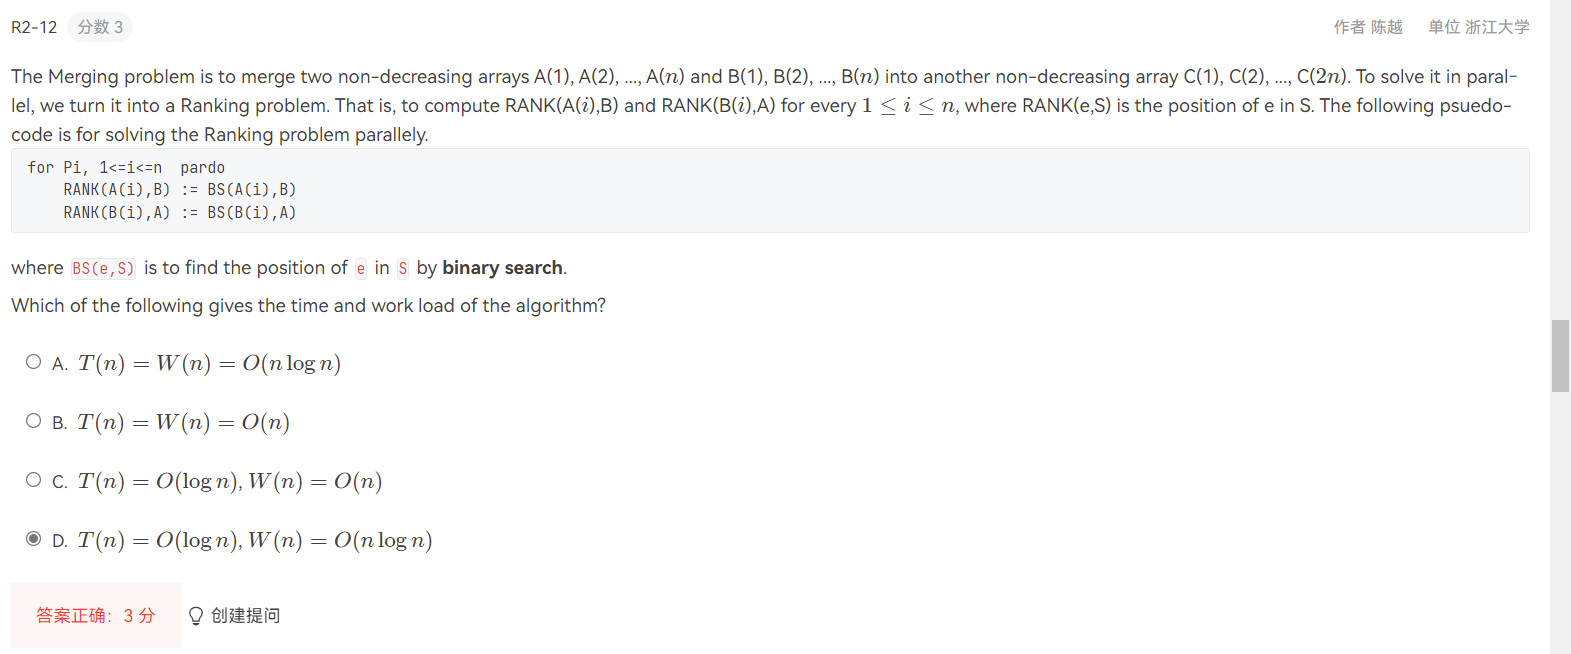 R2-12 分数 3 作者 陈越 单位 浙江大学
The Merging problem is to merge two non-decreasing arrays A(1), A(2), ..., A(n) and B(1), B(2), ..., B(n) into another non-decreasing array C(1), C(2), ..., C(2n). To solve it in paral-
lel, we turn it into a Ranking problem. That is, to compute RANK(A(i),B) and RANK(B(i),A) for every 1 ≤ i ≤ n, where RANK(e,S) is the position of e in S. The following psuedo-
code is for solving the Ranking problem parallely.
for Pi, 1<=i<=n  pardo
    RANK(A(i),B) := BS(A(i),B)
    RANK(B(i),A) := BS(B(i),A)
where BS(e,S) is to find the position of e in S by binary search.
Which of the following gives the time and work load of the algorithm?
A. T(n) = W(n) = O(n log n)
B. T(n) = W(n) = O(n)
C. T(n) = O(log n), W(n) = O(n)
D. T(n) = O(log n), W(n) = O(n log n)
答案正确：3 分 创建提问